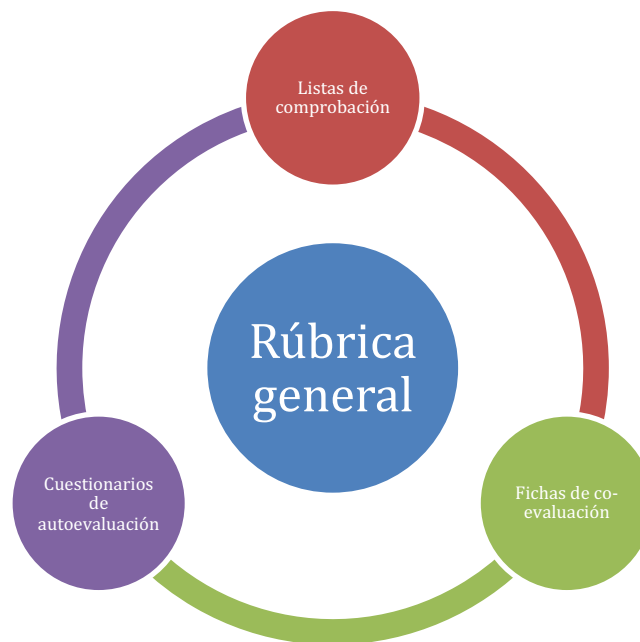 Listas de
comprobación
Rúbrica
general
Cuestionarios
de
autoevaluación
Fichas de co-
evaluación